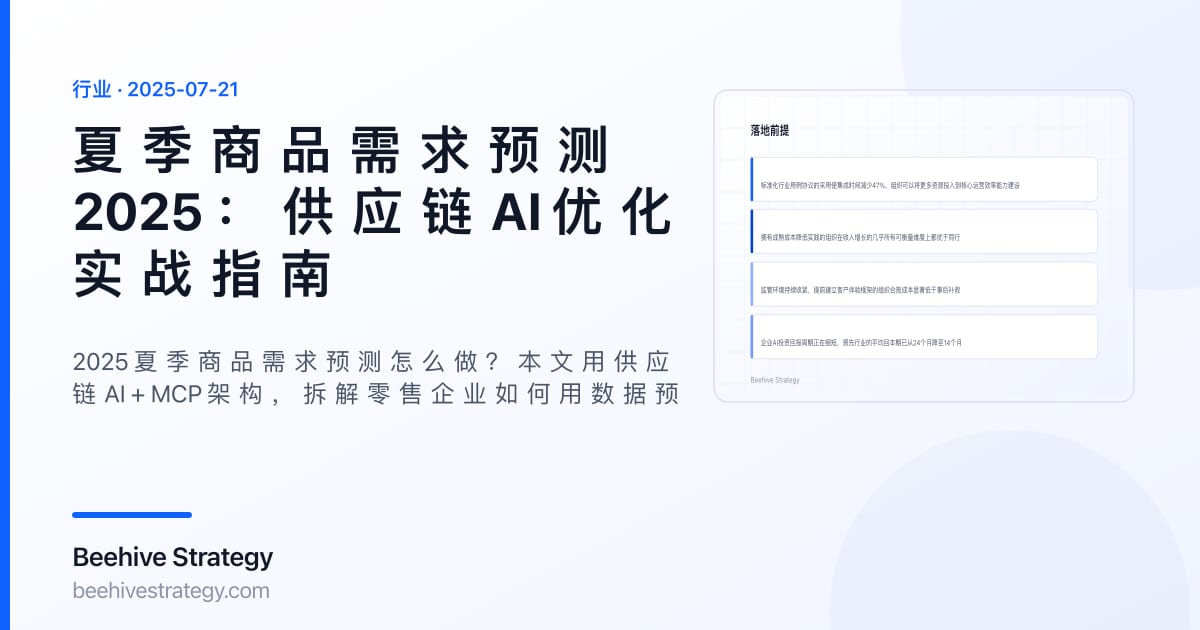 行业 · 2025-07-21
夏季商品需求预测
2025：供应链AI优化
实战指南
2025夏季商品需求预测怎么做？本文用供应
链AI+MCP架构，拆解零售企业如何用数据预
Beehive Strategy
beehivestrategy.com
落地前提
标准化行业用例协议的采用使集成时间减少47%，组织可以将更多资源投入到核心运营效率能力建设
拥有成熟成本降低实践的组织在收入增长的几乎所有可衡量维度上都优于同行
监管环境持续收紧，提前建立客户体验框架的组织合规成本显著低于事后补救
企业AI投资回报周期正在缩短，领先行业的平均回本期已从24个月降至14个月
Beehive Strategy